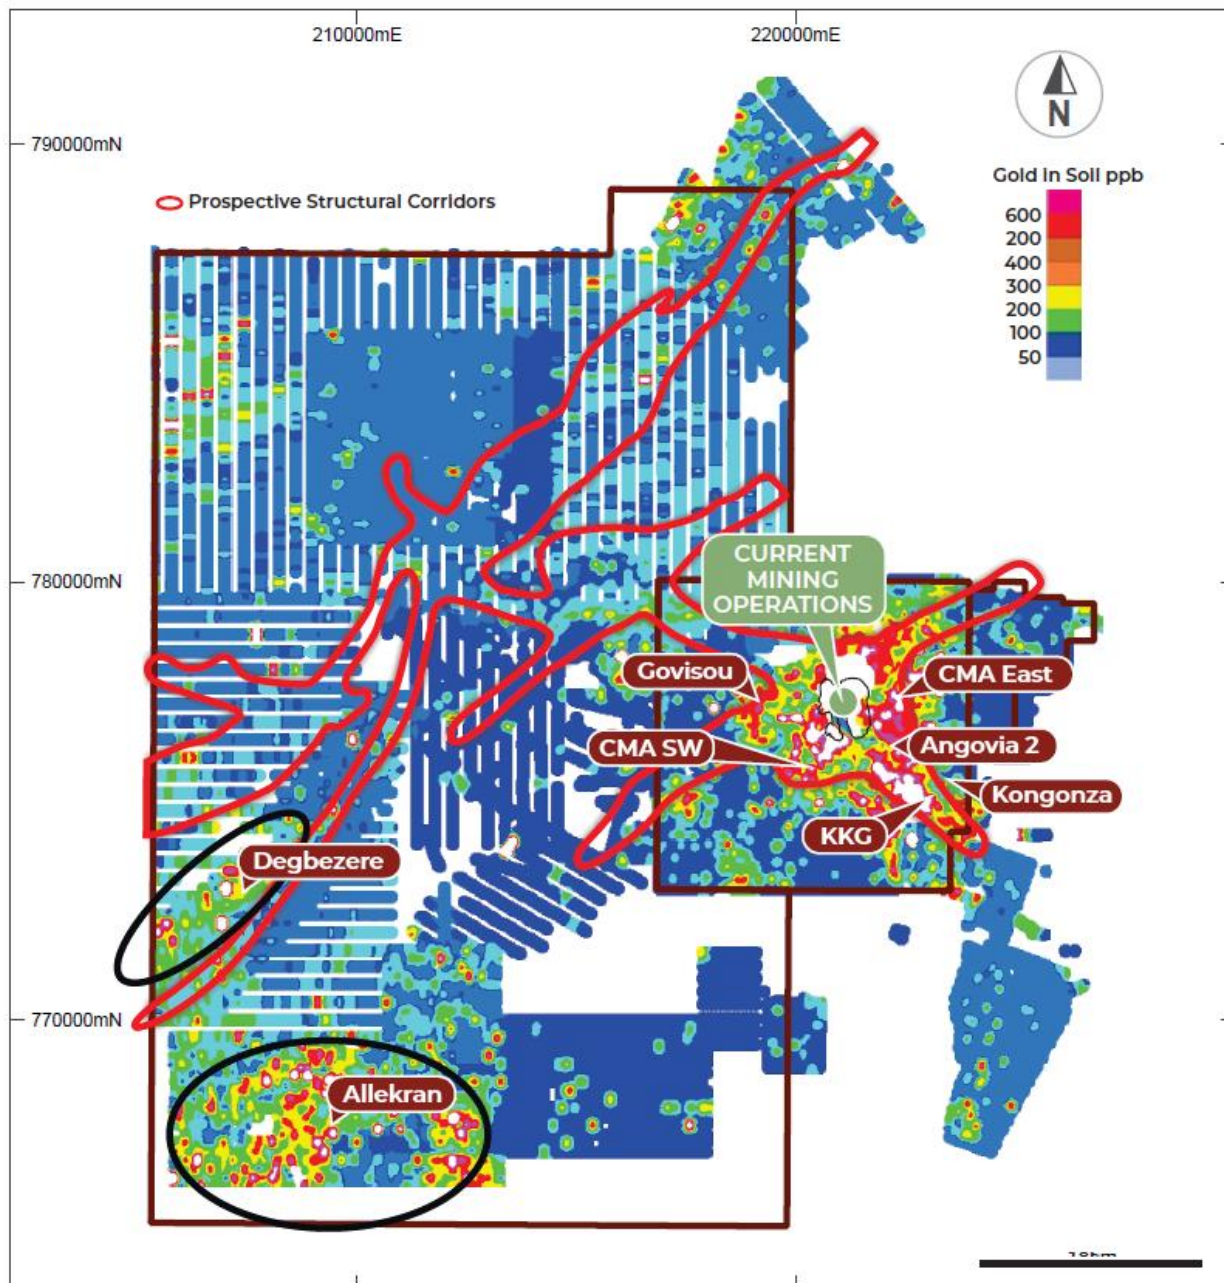 210000mE
220000mE
790000mN
N
Gold In Soil ppb
Prospective Structural Corridors
600
200
400
300
200
100
50
CURRENT
MINING
OPERATIONS
780000mN
Govisou
CMA East
CMA SW
Angovia 2
Kongonza
KKG
Degbezere
770000mN
Allekran